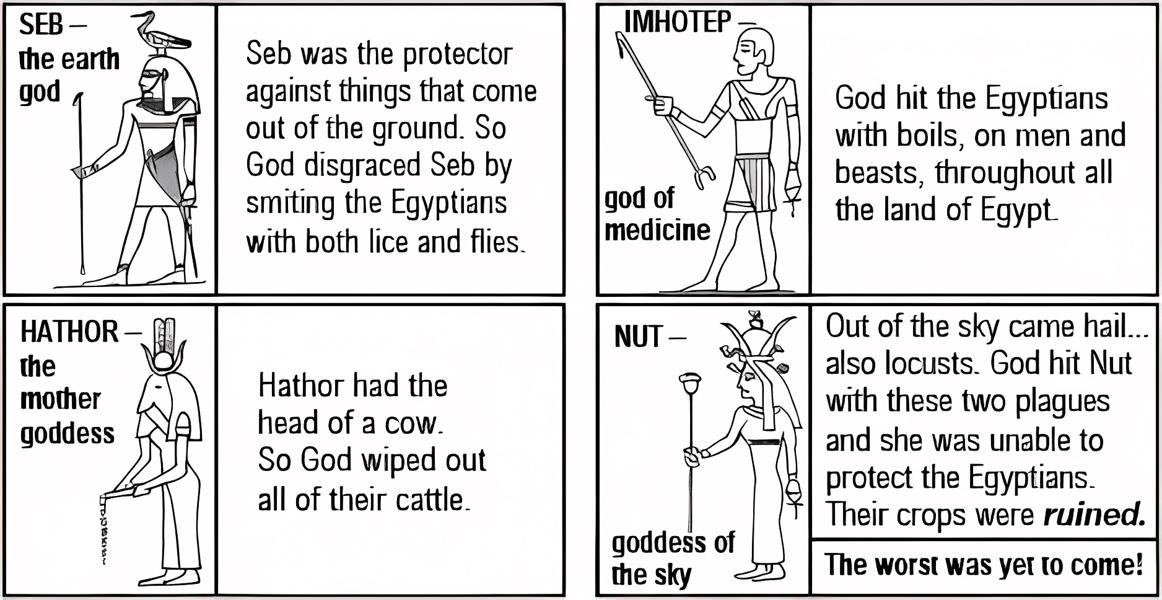 SEB —
the earth
god
Seb was the protector
against things that come
out of the ground. So
God disgraced Seb by
smiting the Egyptians
with both lice and flies.
IMHOTEP —
god of
medicine
God hit the Egyptians
with boils, on men and
beasts, throughout all
the land of Egypt.
HATHOR —
the
mother
goddess
Hathor had the
head of a cow.
So God wiped out
all of their cattle.
NUT —
goddess of
the sky
Out of the sky came hail...
also locusts. God hit Nut
with these two plagues
and she was unable to
protect the Egyptians.
Their crops were ruined.
The worst was yet to come!